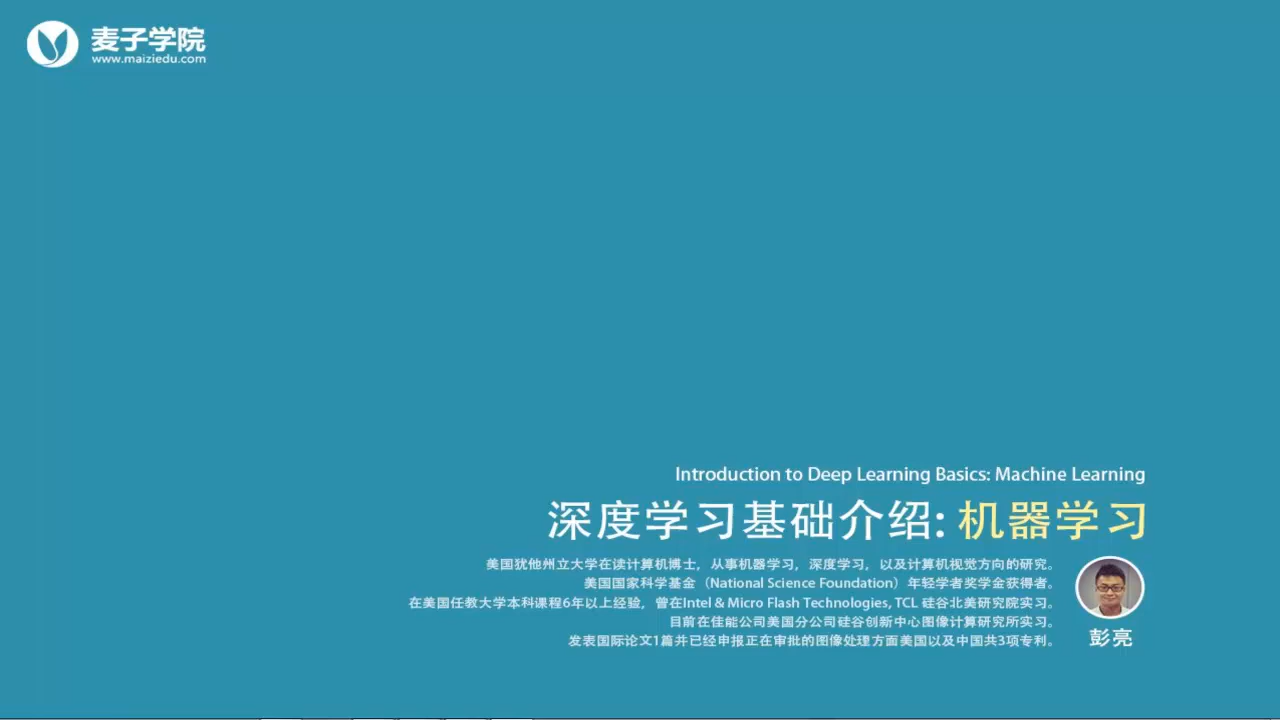 麦子学院
www.maiziedu.com
Introduction to Deep Learning Basics: Machine Learning
深度学习基础介绍: 机器学习
美国犹他州立大学在读计算机博士，从事机器学习，深度学习，以及计算机视觉方向的研究。
美国国家科学基金（National Science Foundation）年轻学者奖学金获得者。
在美国任教大学本科课程6年以上经验，曾在Intel & Micro Flash Technologies, TCL 硅谷北美研究院实习。
目前在佳能公司美国分公司硅谷创新中心图像计算研究所实习。
发表国际论文1篇并已经申报正在审批的图像处理方面美国以及中国共3项专利。
彭亮